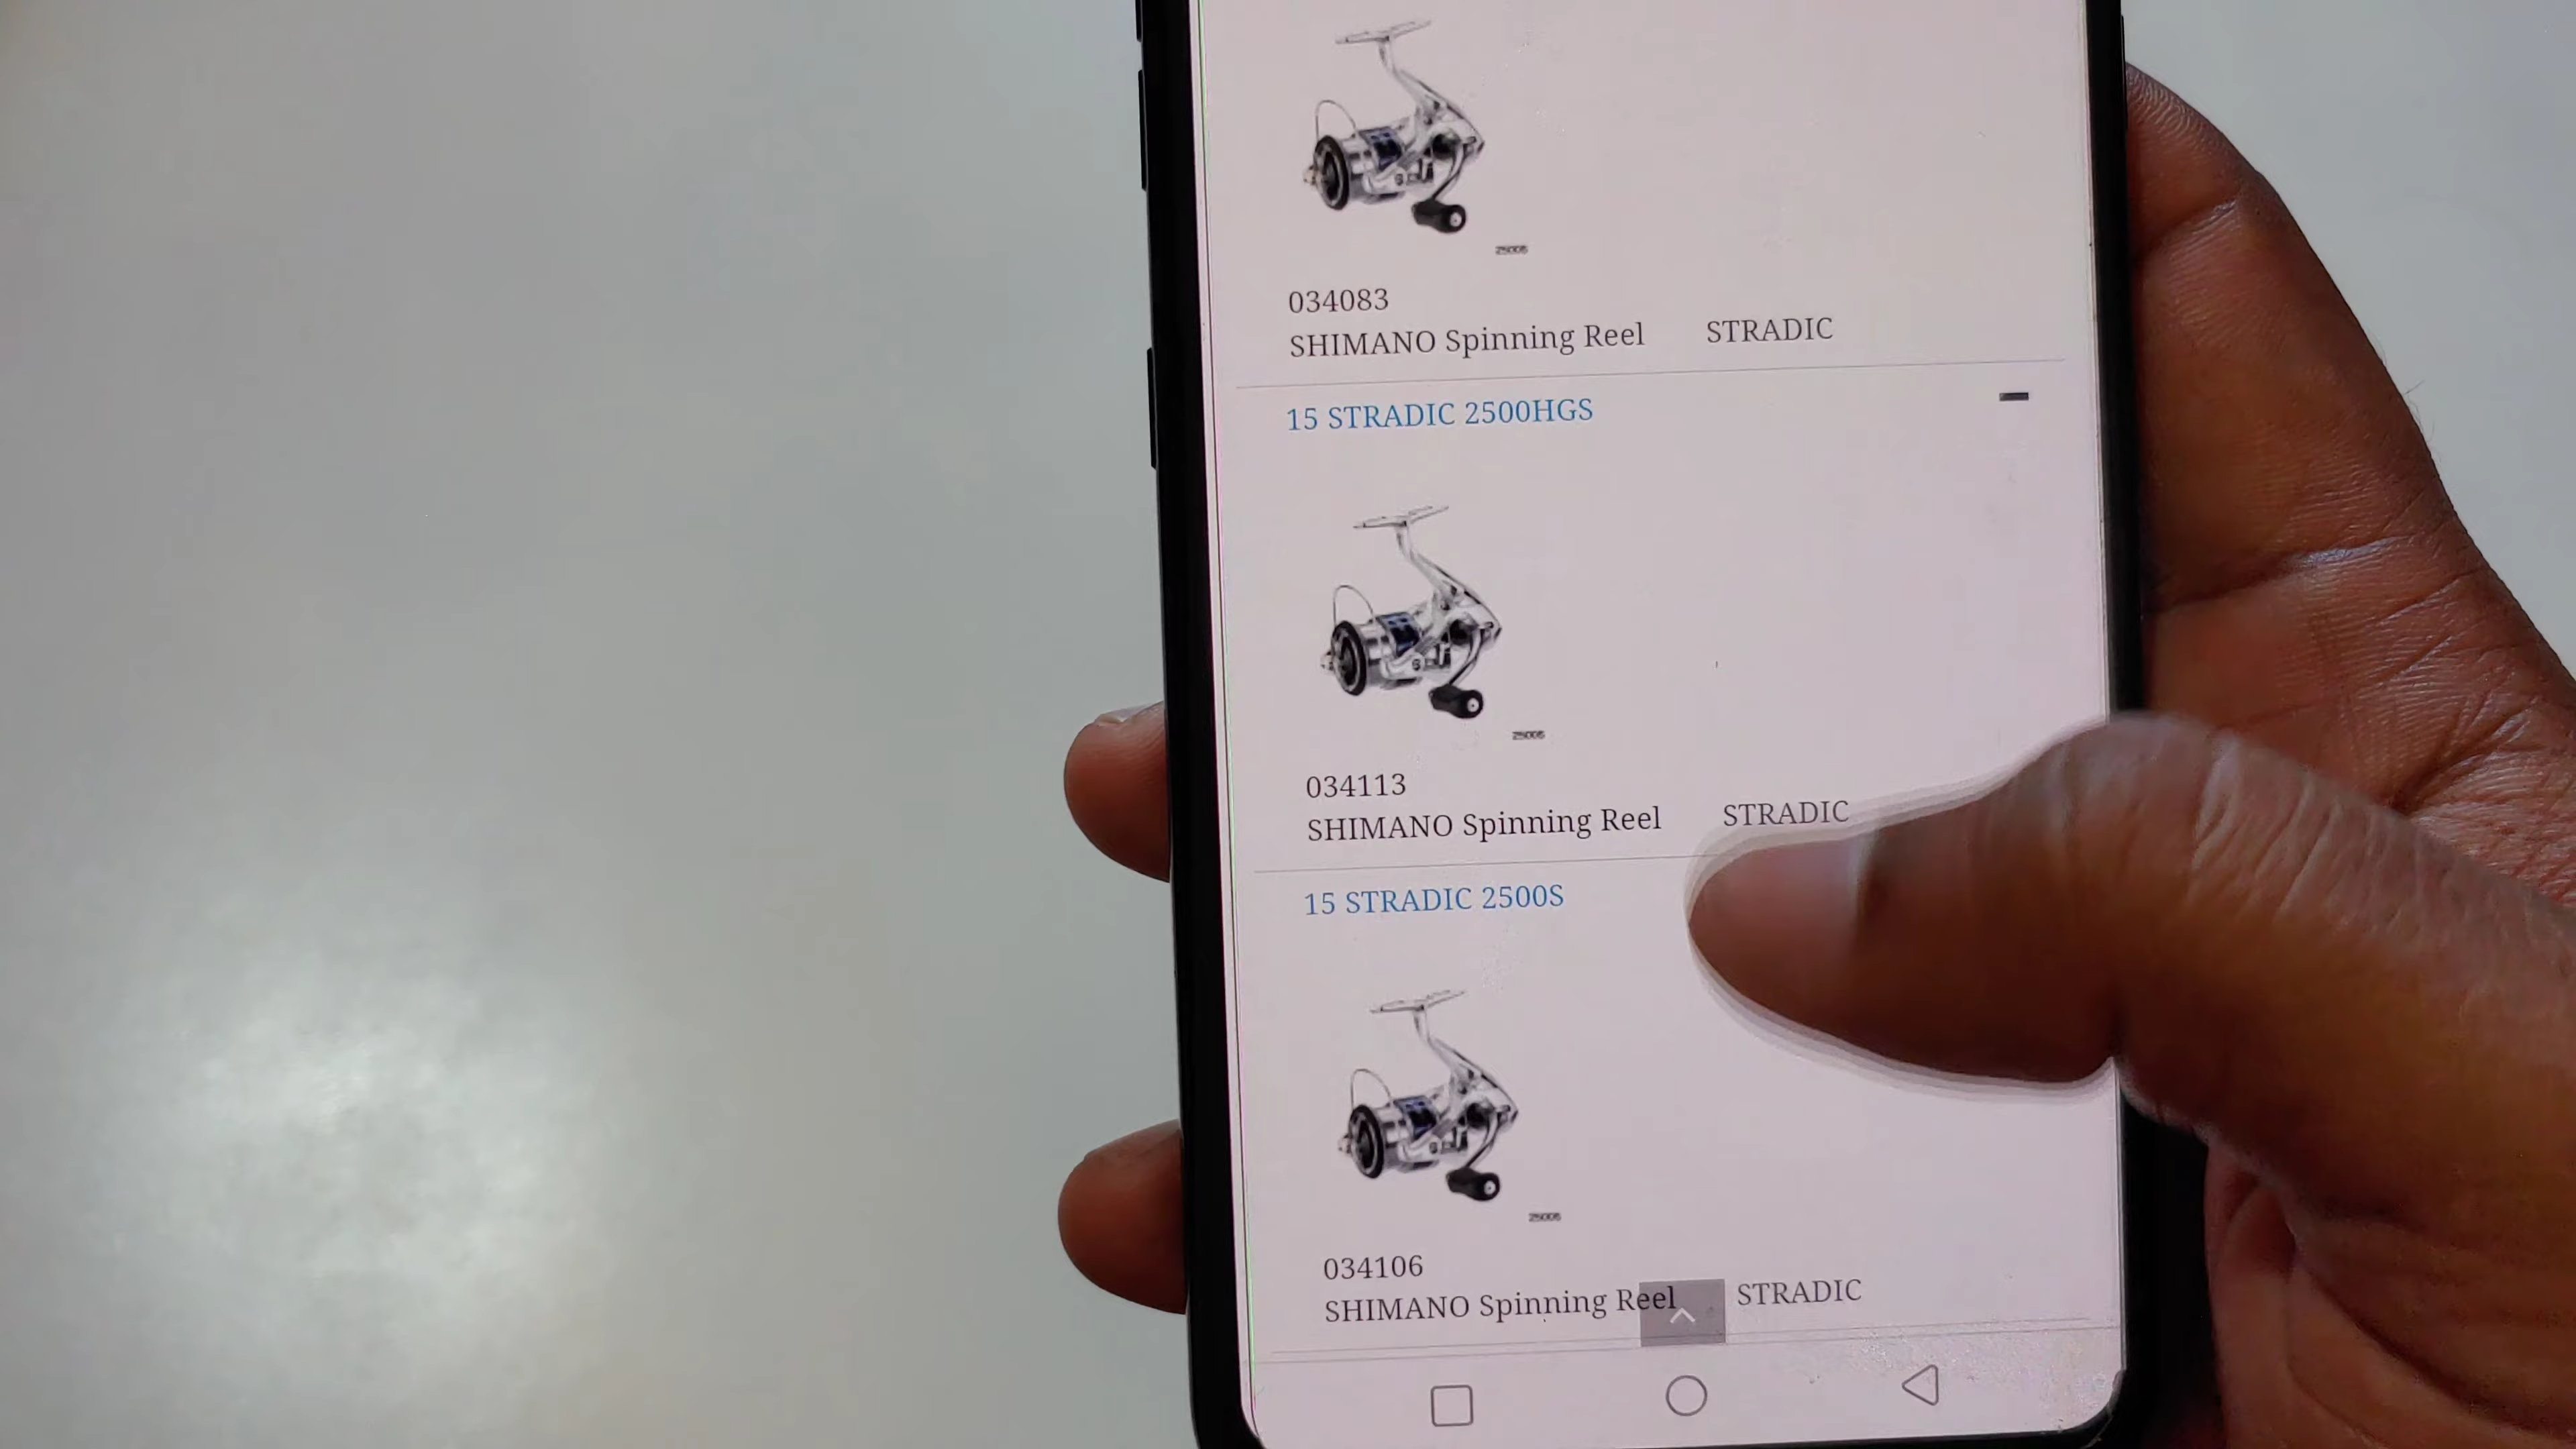 034083
SHIMANO Spinning Reel STRADIC
15 STRADIC 2500HGS
034113
SHIMANO Spinning Reel STRADIC
15 STRADIC 2500S
034106
SHIMANO Spinning Reel STRADIC